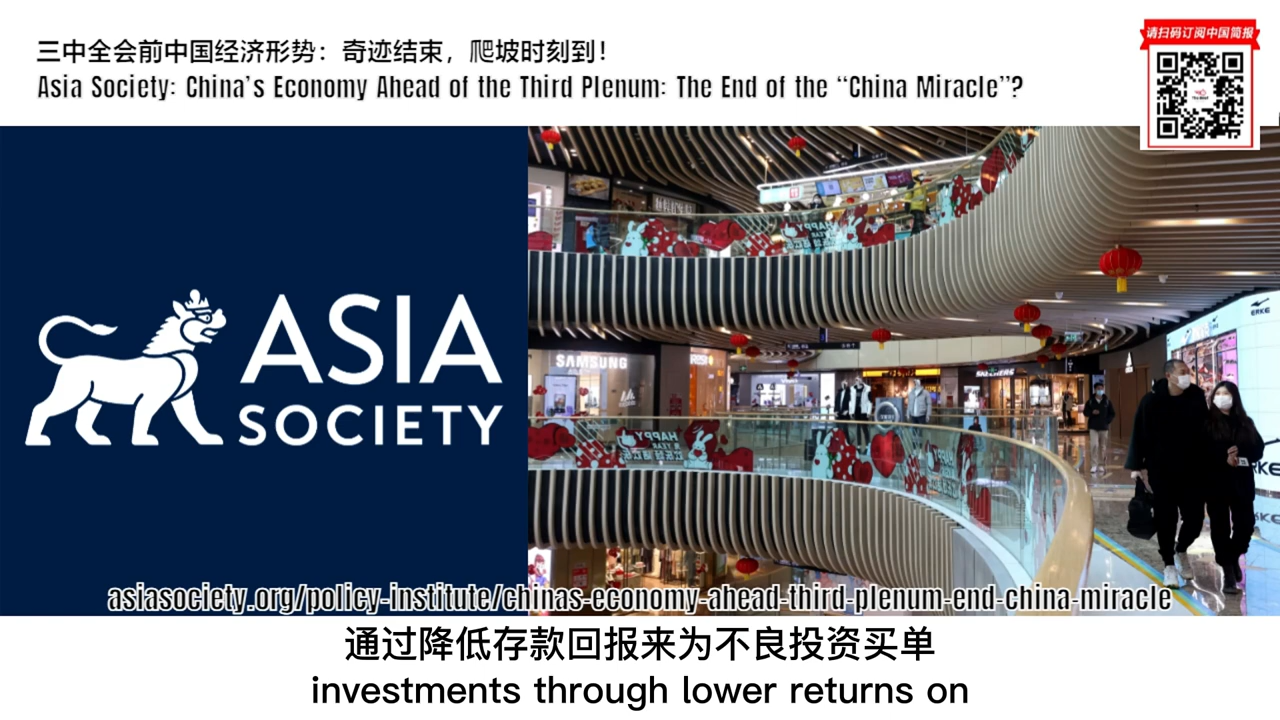 三中全会前中国经济形势：奇迹结束，爬坡时刻到！
Asia Society: China’s Economy Ahead of the Third Plenum: The End of the “China Miracle”?
请扫码订阅中国简报
ASIA
SOCIETY
SAMSUNG
ERKE
HAPPY
HAPPY
SKECHERS
asiasociety.org/policy-institute/chinas-economy-ahead-third-plenum-end-china-miracle
通过降低存款回报来为不良投资买单
investments through lower returns on